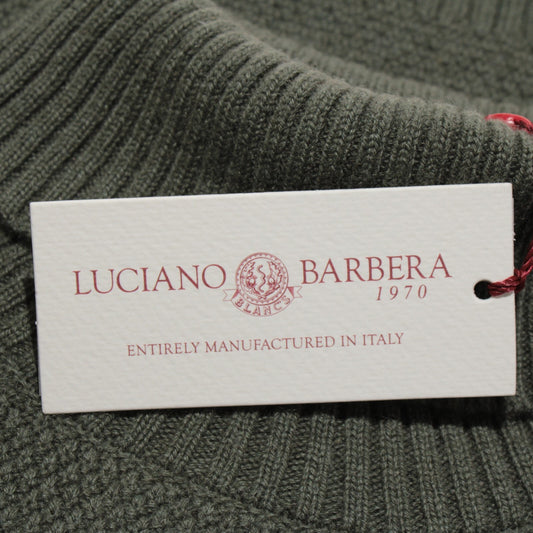 LUCIANO BARBERA
BLANCS
1970
ENTIRELY MANUFACTURED IN ITALY